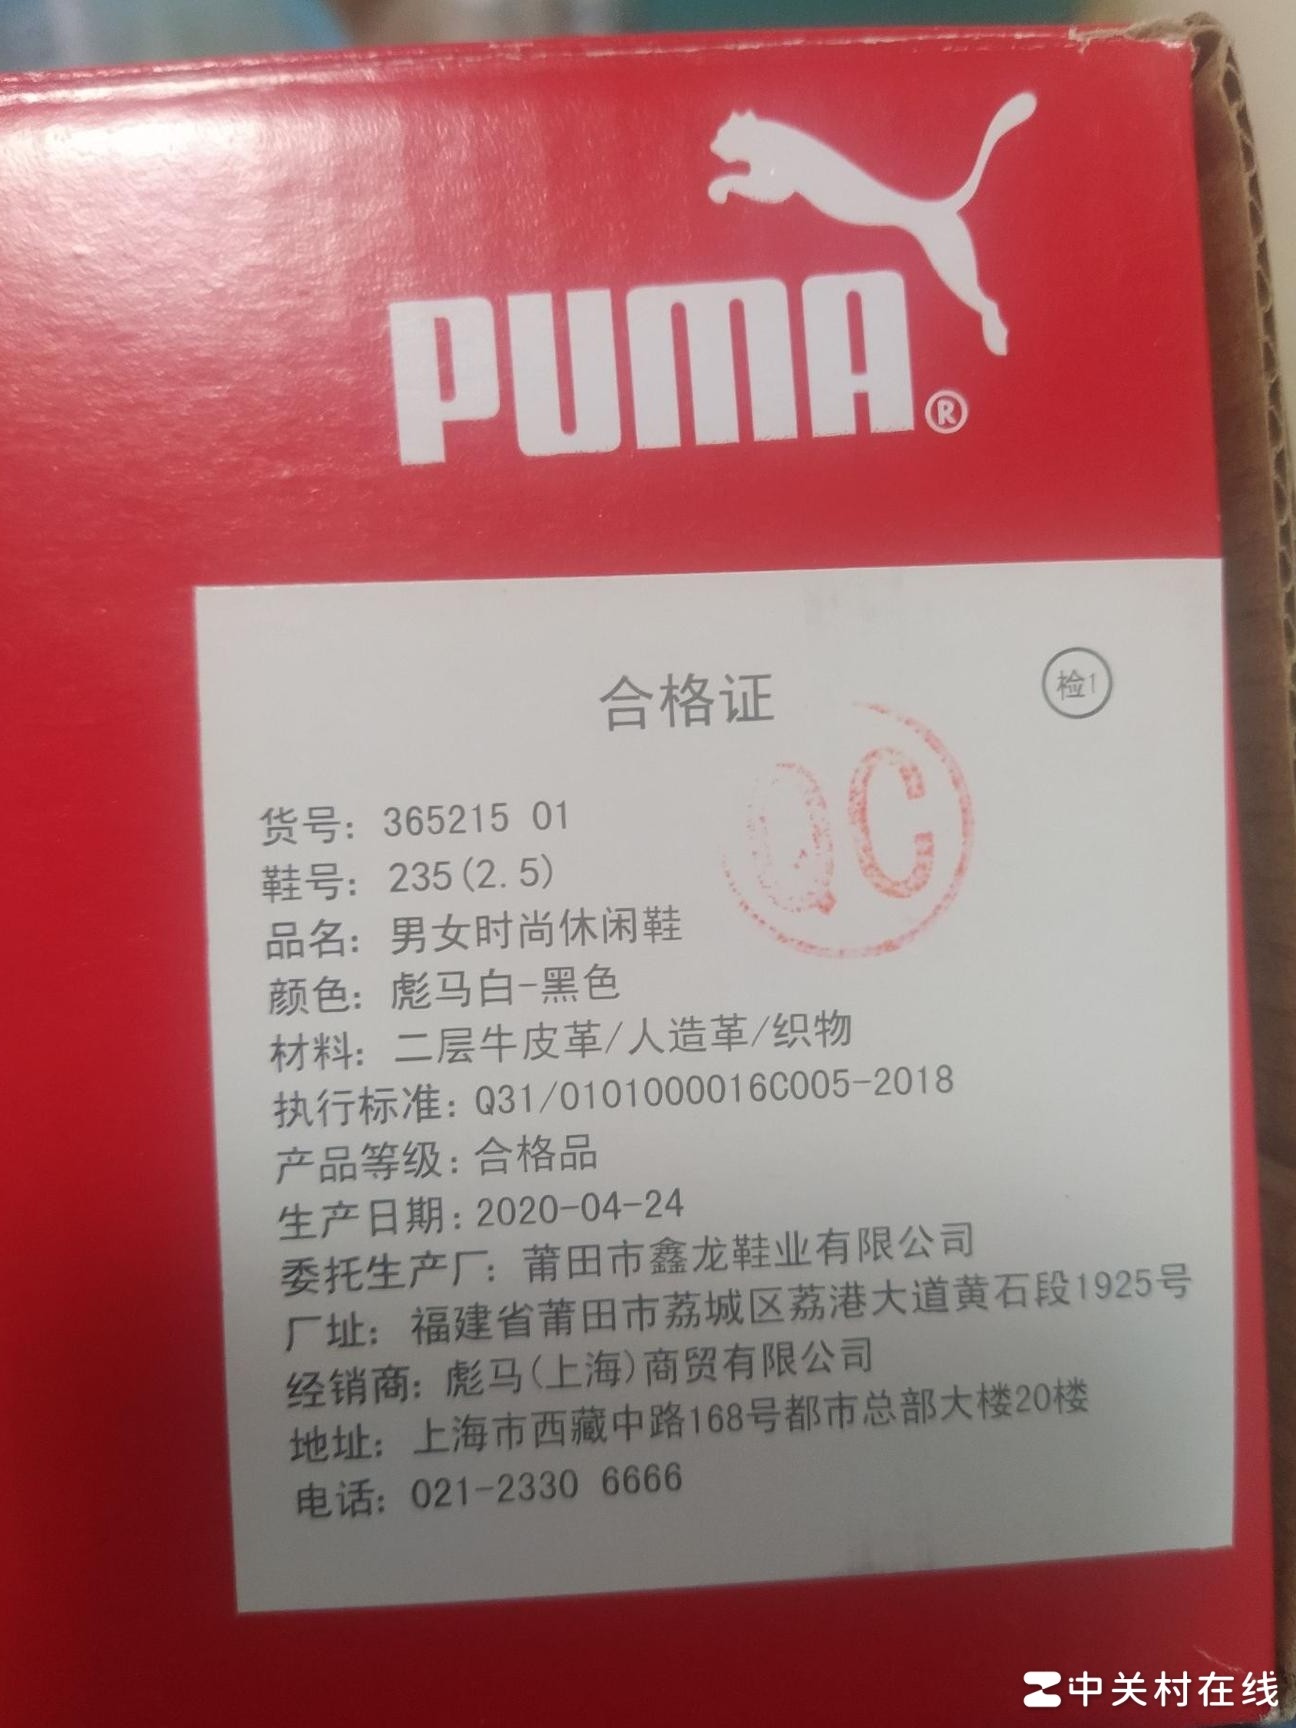 PUMA®
合格证
检1
QC
货号: 365215 01
鞋号: 235(2.5)
品名: 男女时尚休闲鞋
颜色: 彪马白-黑色
材料: 二层牛皮革/人造革/织物
执行标准: Q31/0101000016C005-2018
产品等级: 合格品
生产日期: 2020-04-24
委托生产厂: 莆田市鑫龙鞋业有限公司
厂址: 福建省莆田市荔城区荔港大道黄石段1925号
经销商: 彪马(上海)商贸有限公司
地址: 上海市西藏中路168号都市总部大楼20楼
电话: 021-2330 6666
中关村在线